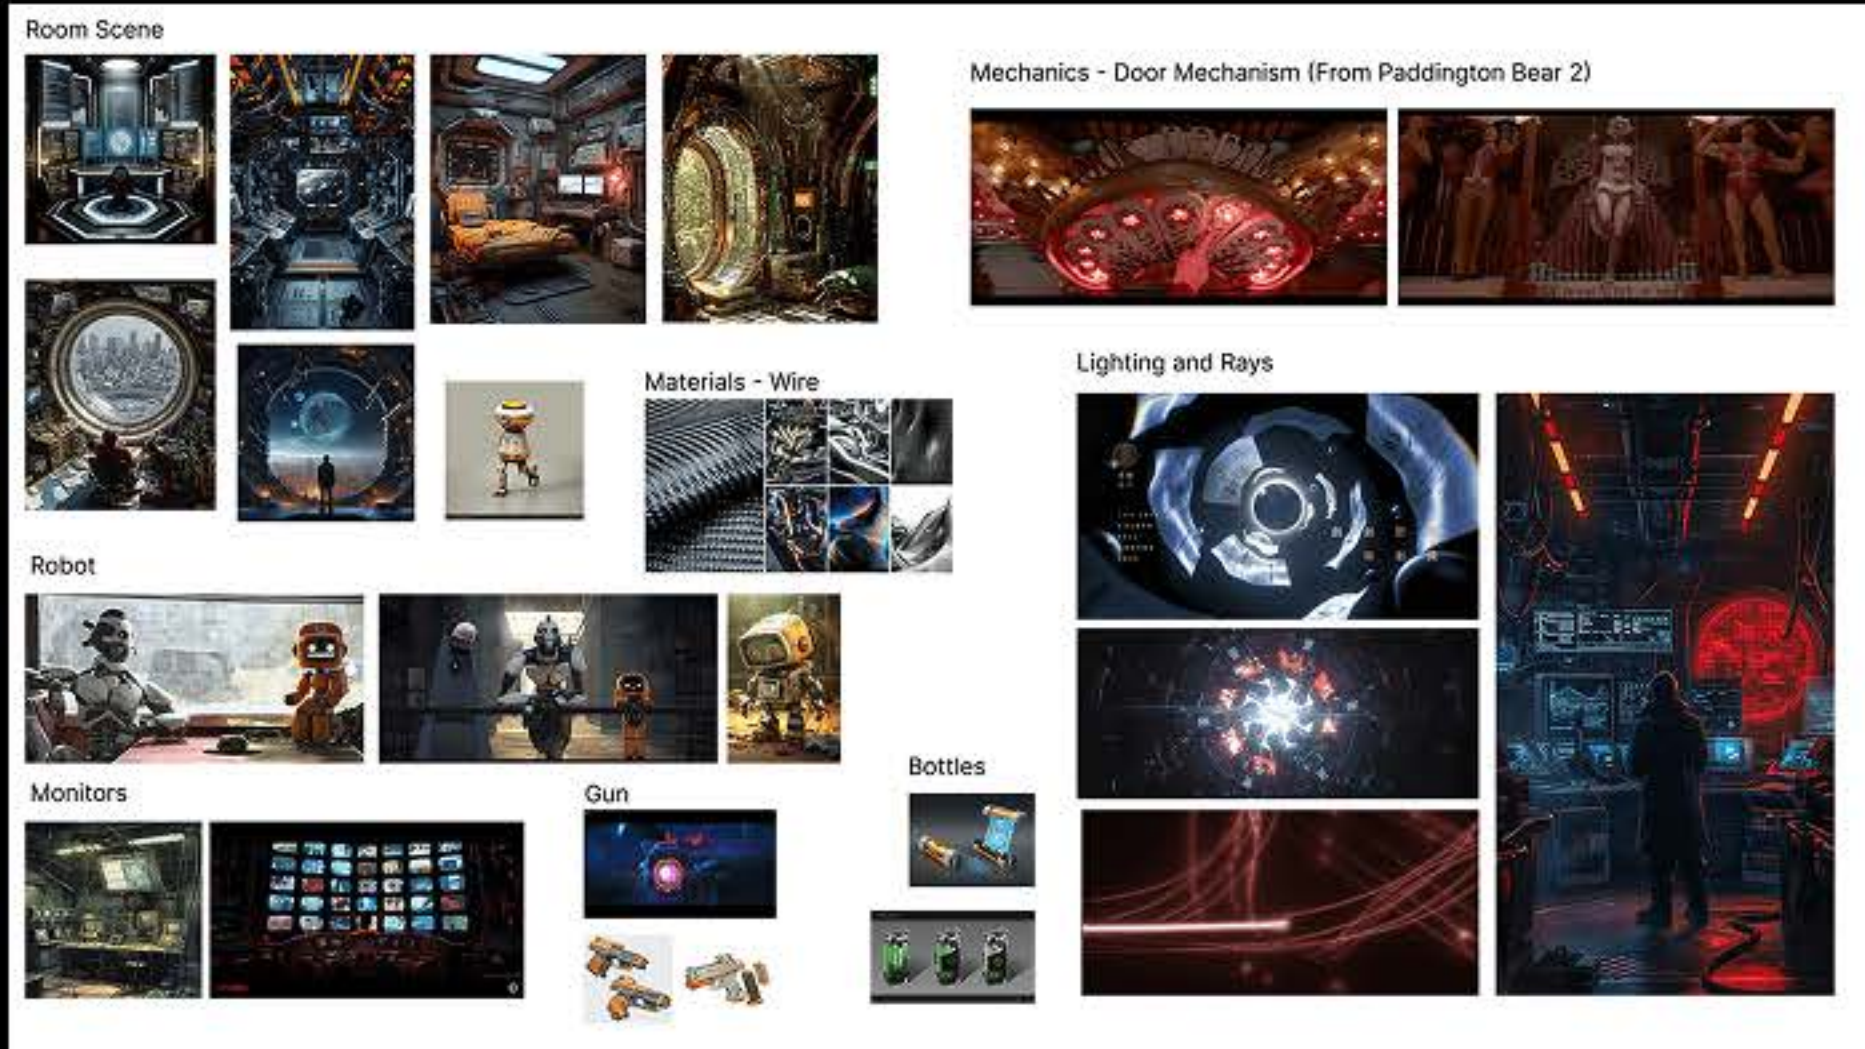 Room Scene
Mechanics - Door Mechanism (From Paddington Bear 2)
Lighting and Rays
Materials - Wire
Robot
Monitors
Gun
Bottles